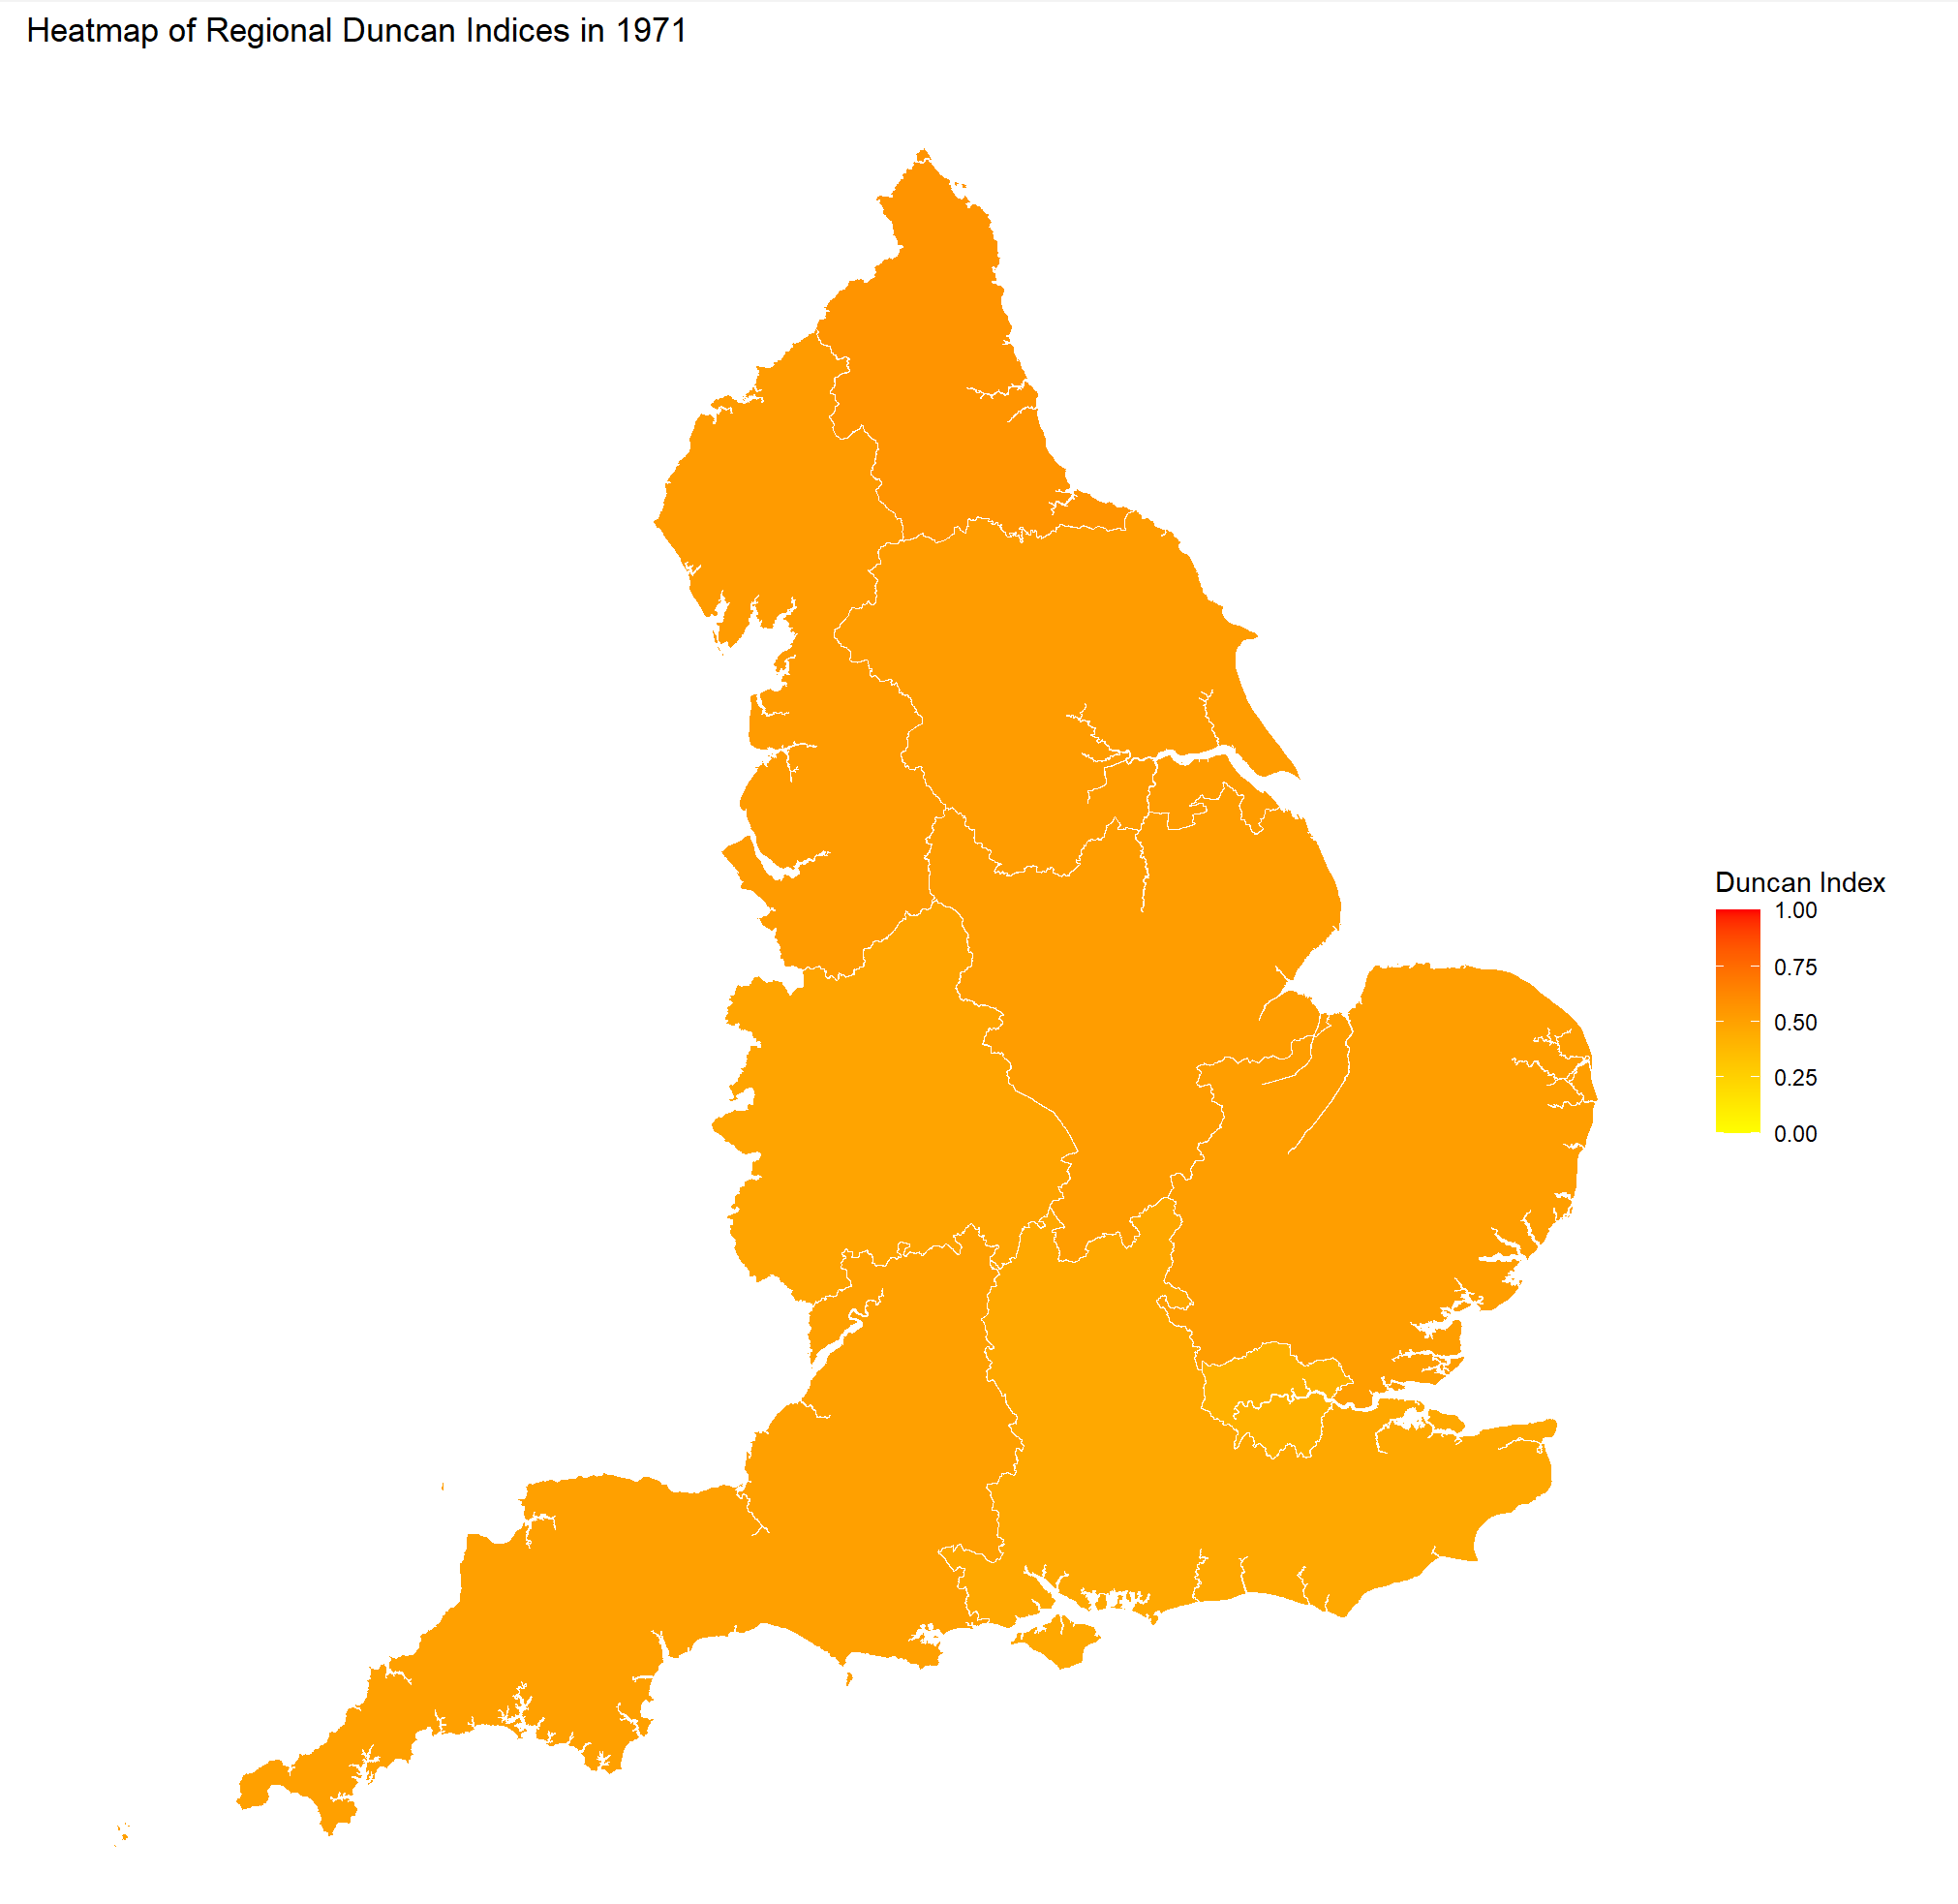 Heatmap of Regional Duncan Indices in 1971
Duncan Index
1.00
0.75
0.50
0.25
0.00